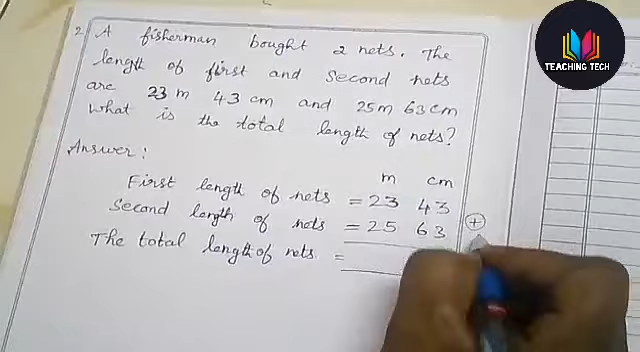 2. A fisherman bought 2 nets. The
length of first and second nets
are 23 m 43 cm and 25 m 63 cm
What is the total length of nets?
Answer:
m cm
First length of nets = 23 43
Second length of nets = 25 63
+
The total length of nets =
TEACHING TECH